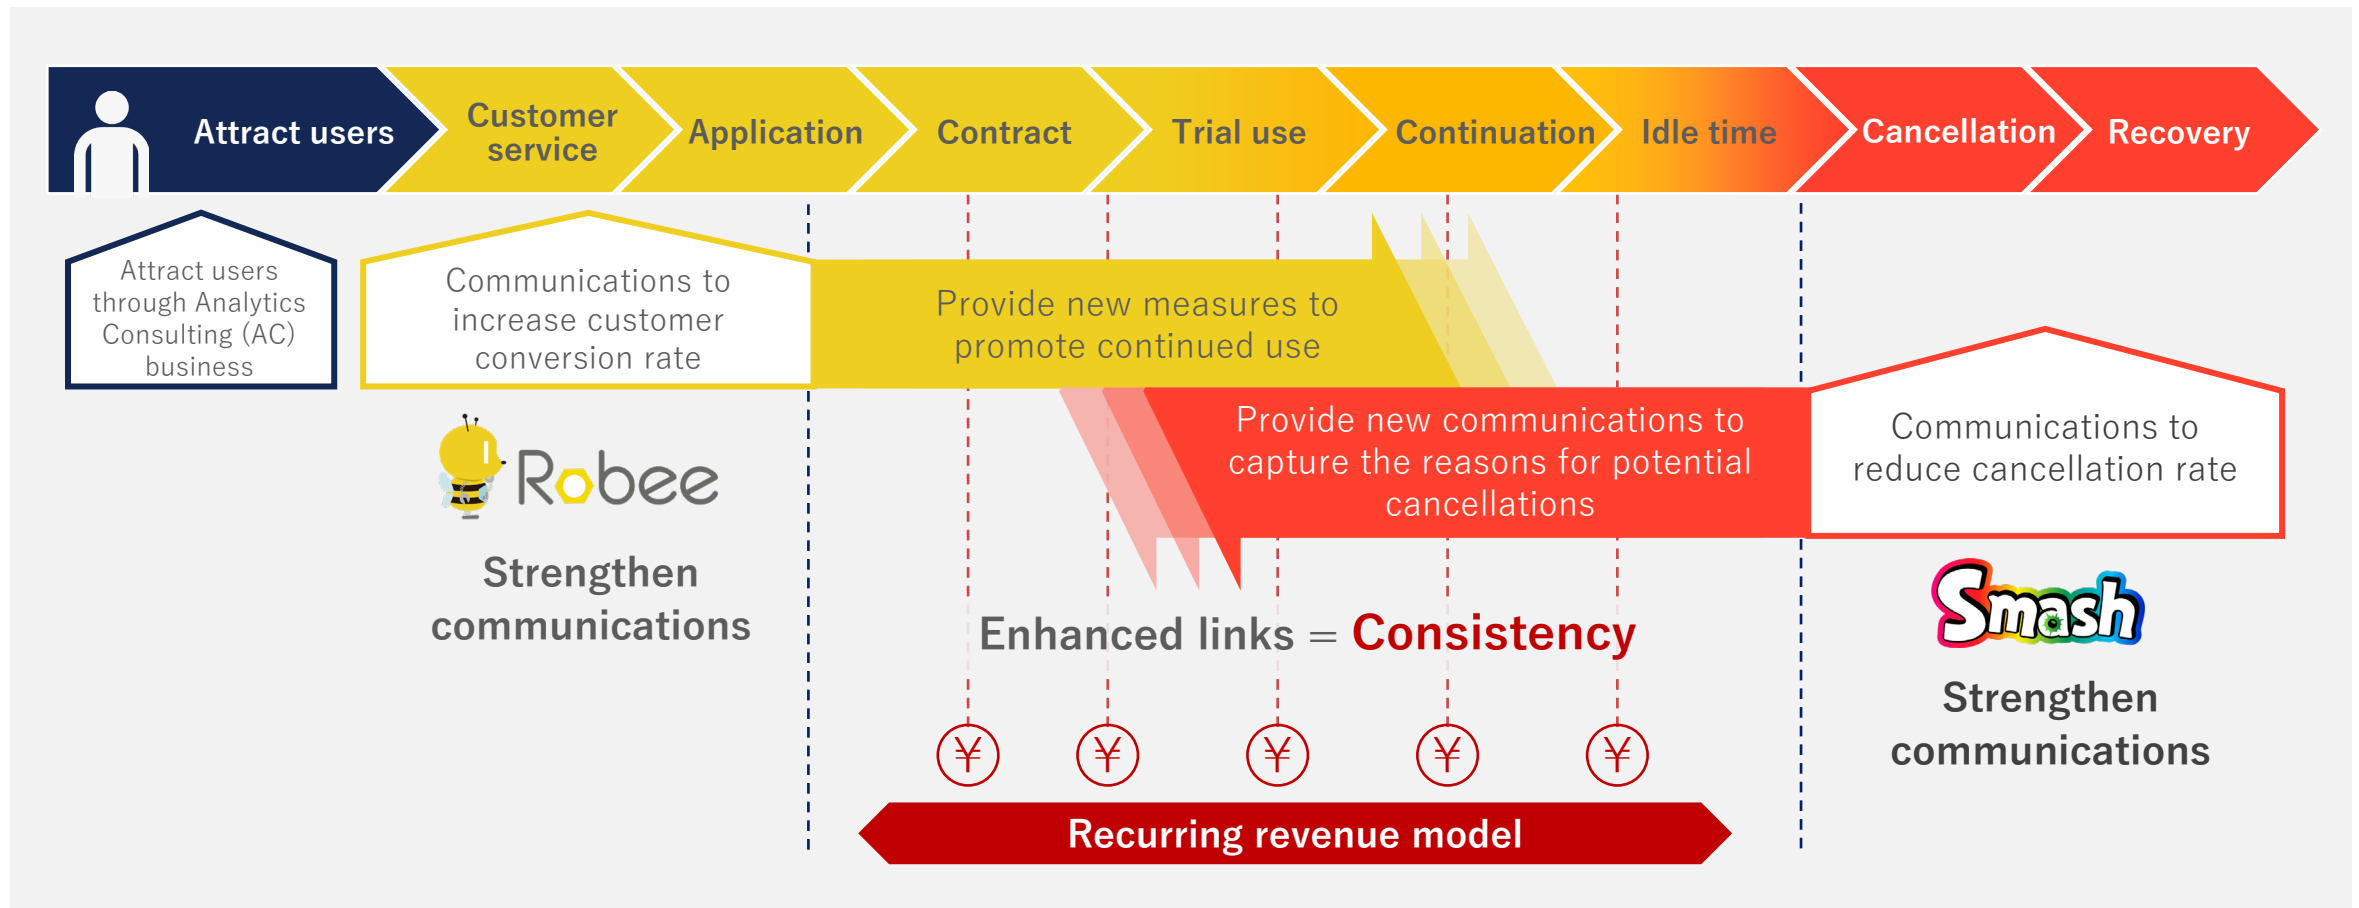 Attract users
Customer
service
Application
Contract
Trial use
Continuation
Idle time
Cancellation
Recovery
Attract users
through Analytics
Consulting (AC)
business
Communications to
increase customer
conversion rate
Provide new measures to
promote continued use
Provide new communications to
capture the reasons for potential
cancellations
Communications to
reduce cancellation rate
Robee
Strengthen
communications
Enhanced links = Consistency
Smash
Strengthen
communications
¥ ¥ ¥ ¥ ¥
Recurring revenue model